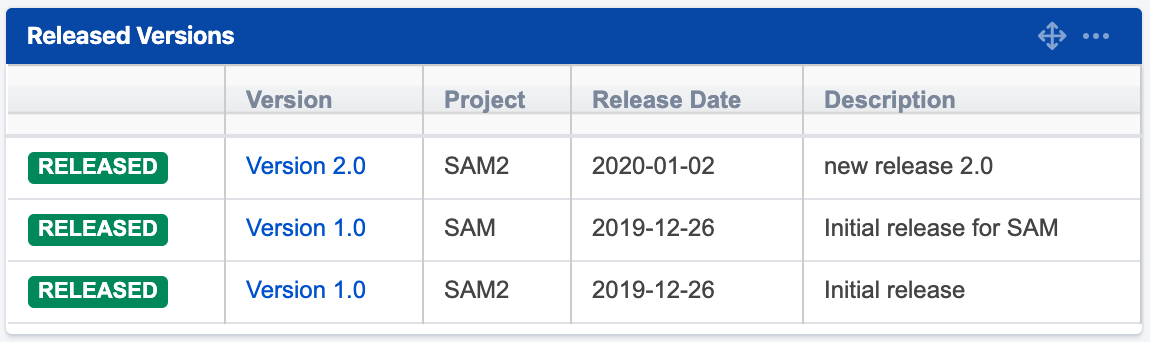 Released Versions
Version Project Release Date Description
RELEASED Version 2.0 SAM2 2020-01-02 new release 2.0
RELEASED Version 1.0 SAM 2019-12-26 Initial release for SAM
RELEASED Version 1.0 SAM2 2019-12-26 Initial release